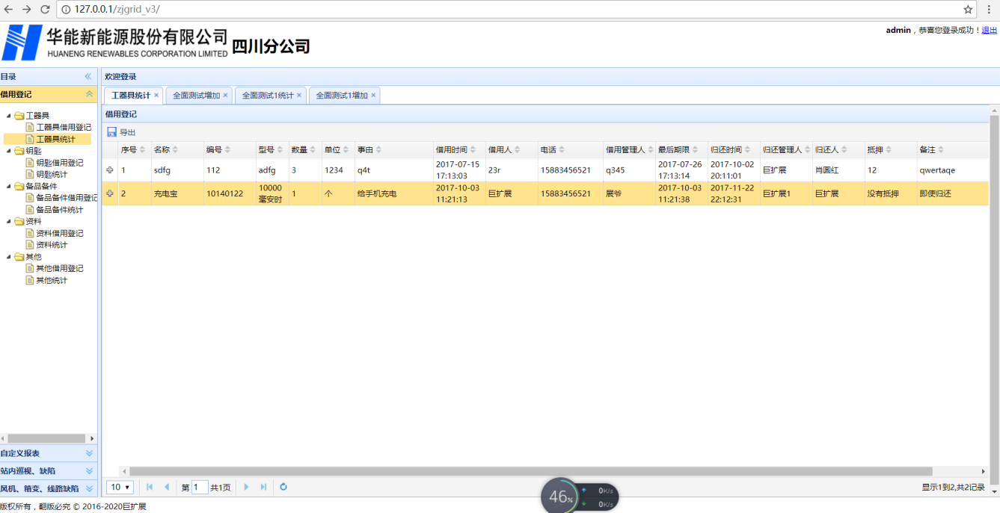 127.0.0.1/zjgrid_v3/
华能新能源股份有限公司
HUANENG RENEWABLES CORPORATION LIMITED
四川分公司
admin，恭喜您登录成功！退出
目录
借用登记
工器具
工器具借用登记
工器具统计
钥匙
钥匙借用登记
钥匙统计
备品备件
备品备件借用登记
备品备件统计
资料
资料借用登记
资料统计
其他
其他借用登记
其他统计
自定义报表
站内巡视、缺陷
风机、箱变、线路缺陷
欢迎登录
工器具统计 全面测试增加 全面测试1统计 全面测试1增加
借用登记
导出
序号 名称 编号 型号 数量 单位 事由 借用时间 借用人 电话 借用管理人 最后期限 归还时间 归还管理人 归还人 抵押 备注
1 sdfg 112 adfg 3 1234 q4t 2017-07-15 17:13:03 23r 15883456521 q345 2017-07-26 17:13:14 2017-10-02 20:11:01 巨扩展 肖圆红 12 qwertaqe
2 充电宝 10140122 10000毫安时 1 个 给手机充电 2017-10-03 11:21:13 巨扩展 15883456521 展爷 2017-10-03 11:21:38 2017-11-22 22:12:31 巨扩展1 巨扩展 没有抵押 即使归还
10 第 1 共1页
显示1到2,共2记录
46%
0K/s
0K/s
版权所有，翻版必究 © 2016-2020巨扩展